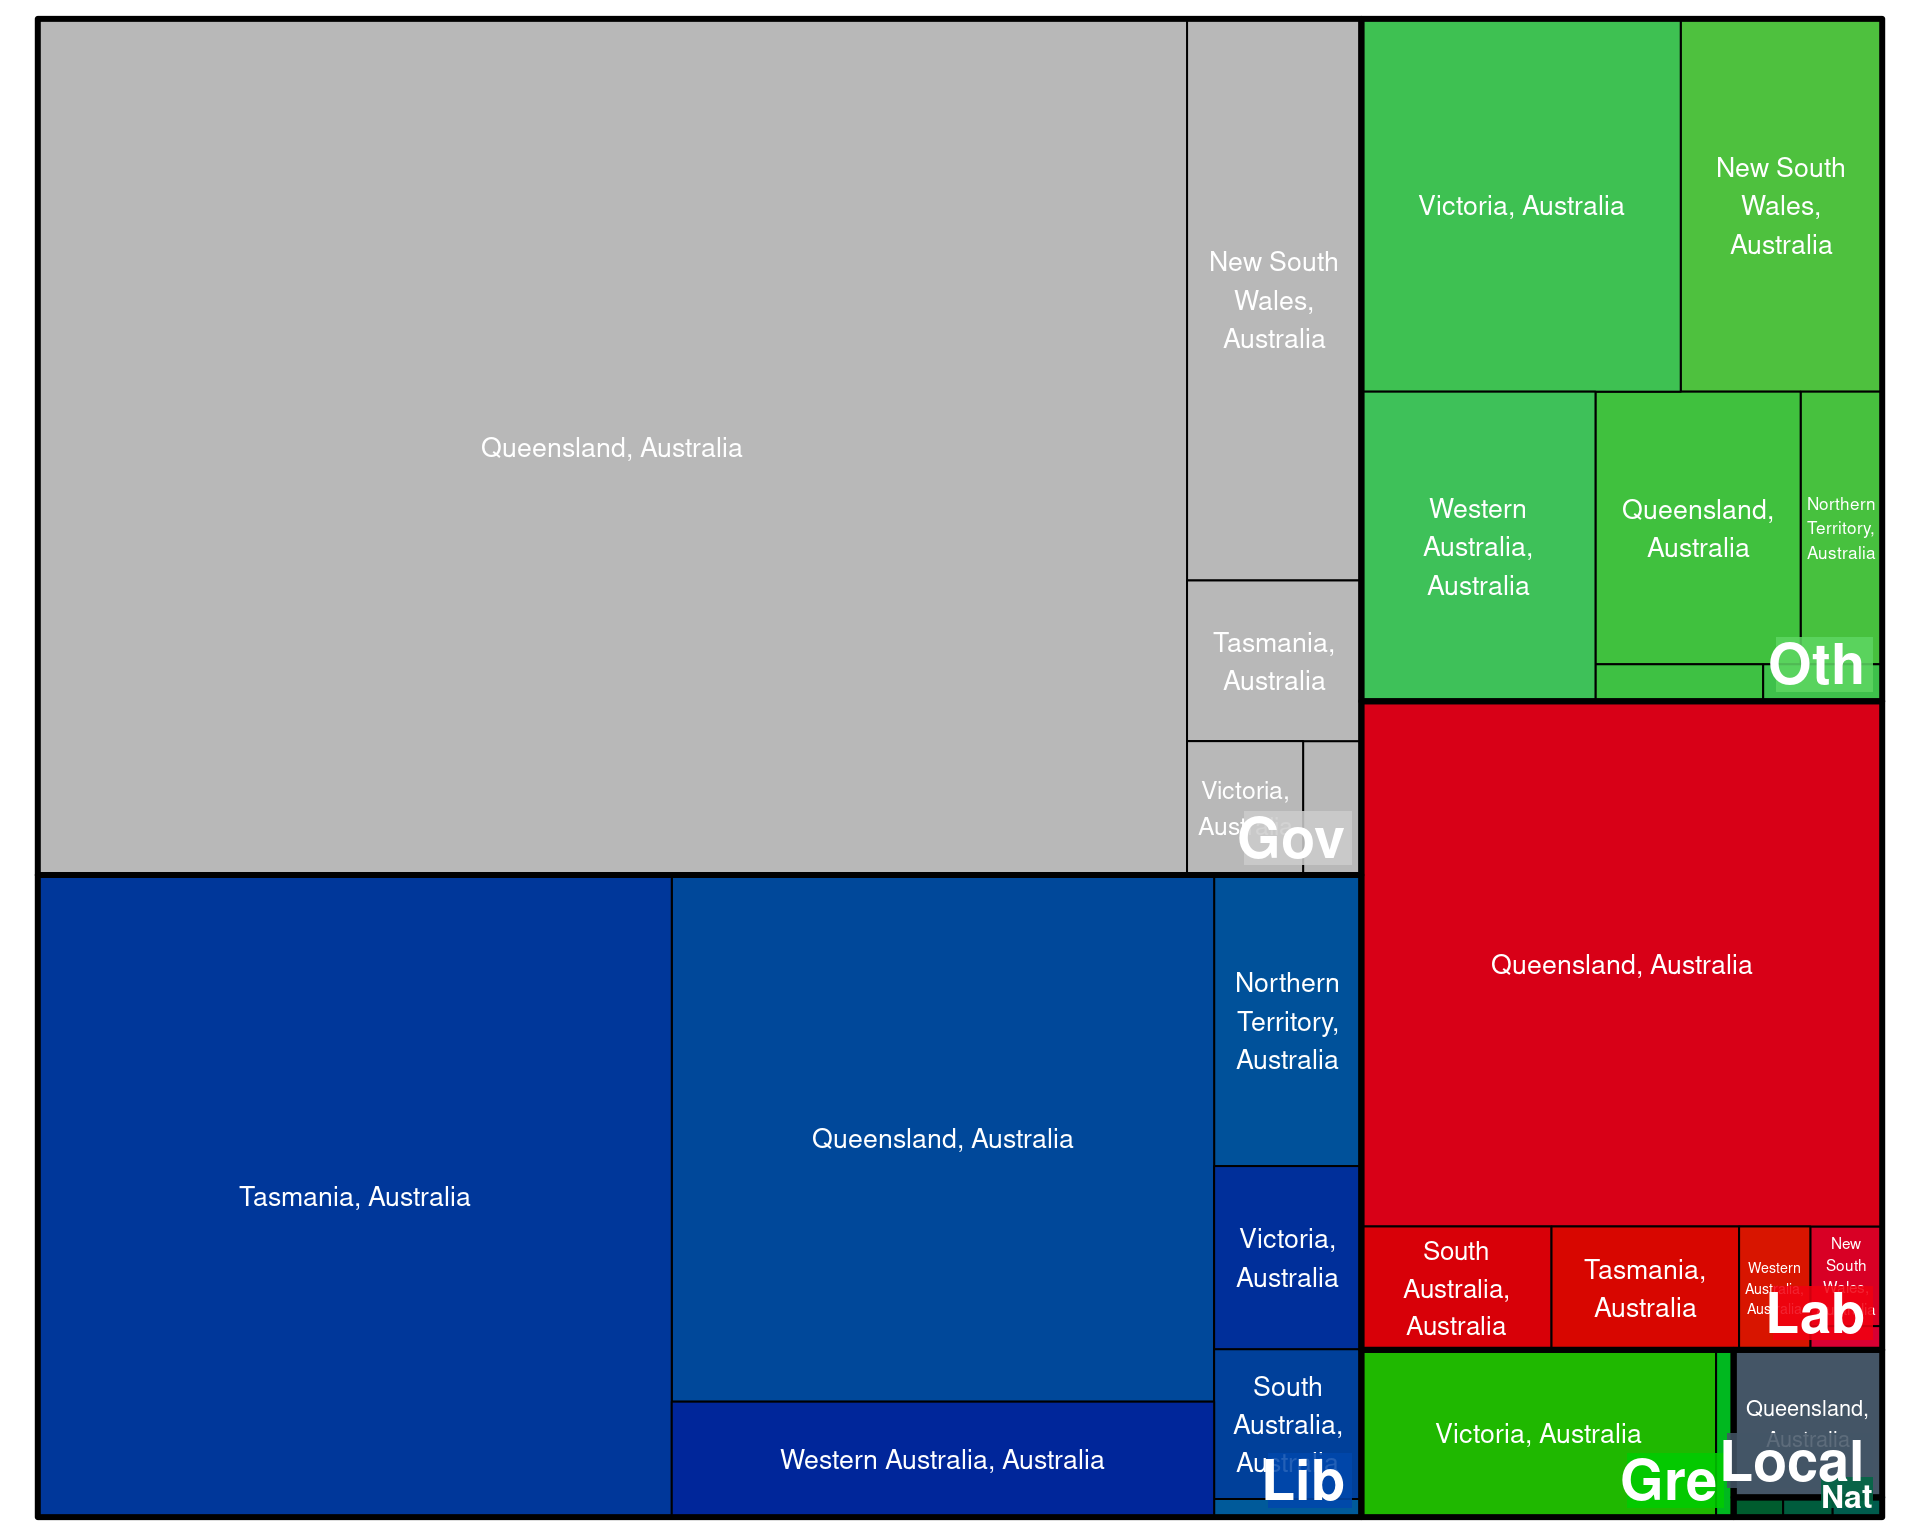 Queensland, Australia
New South
Wales,
Australia
Tasmania,
Australia
Victoria,
Australia
Gov
Victoria, Australia
New South
Wales,
Australia
Western
Australia,
Australia
Queensland,
Australia
Northern
Territory,
Australia
Oth
Tasmania, Australia
Queensland, Australia
Western Australia, Australia
Northern
Territory,
Australia
Victoria,
Australia
South
Australia,
Australia
Lib
Queensland, Australia
South
Australia,
Australia
Tasmania,
Australia
Western
Australia,
Australia
New
South
Wales,
Australia
Lab
Victoria, Australia
Gre
Queensland,
Australia
Local
Nat